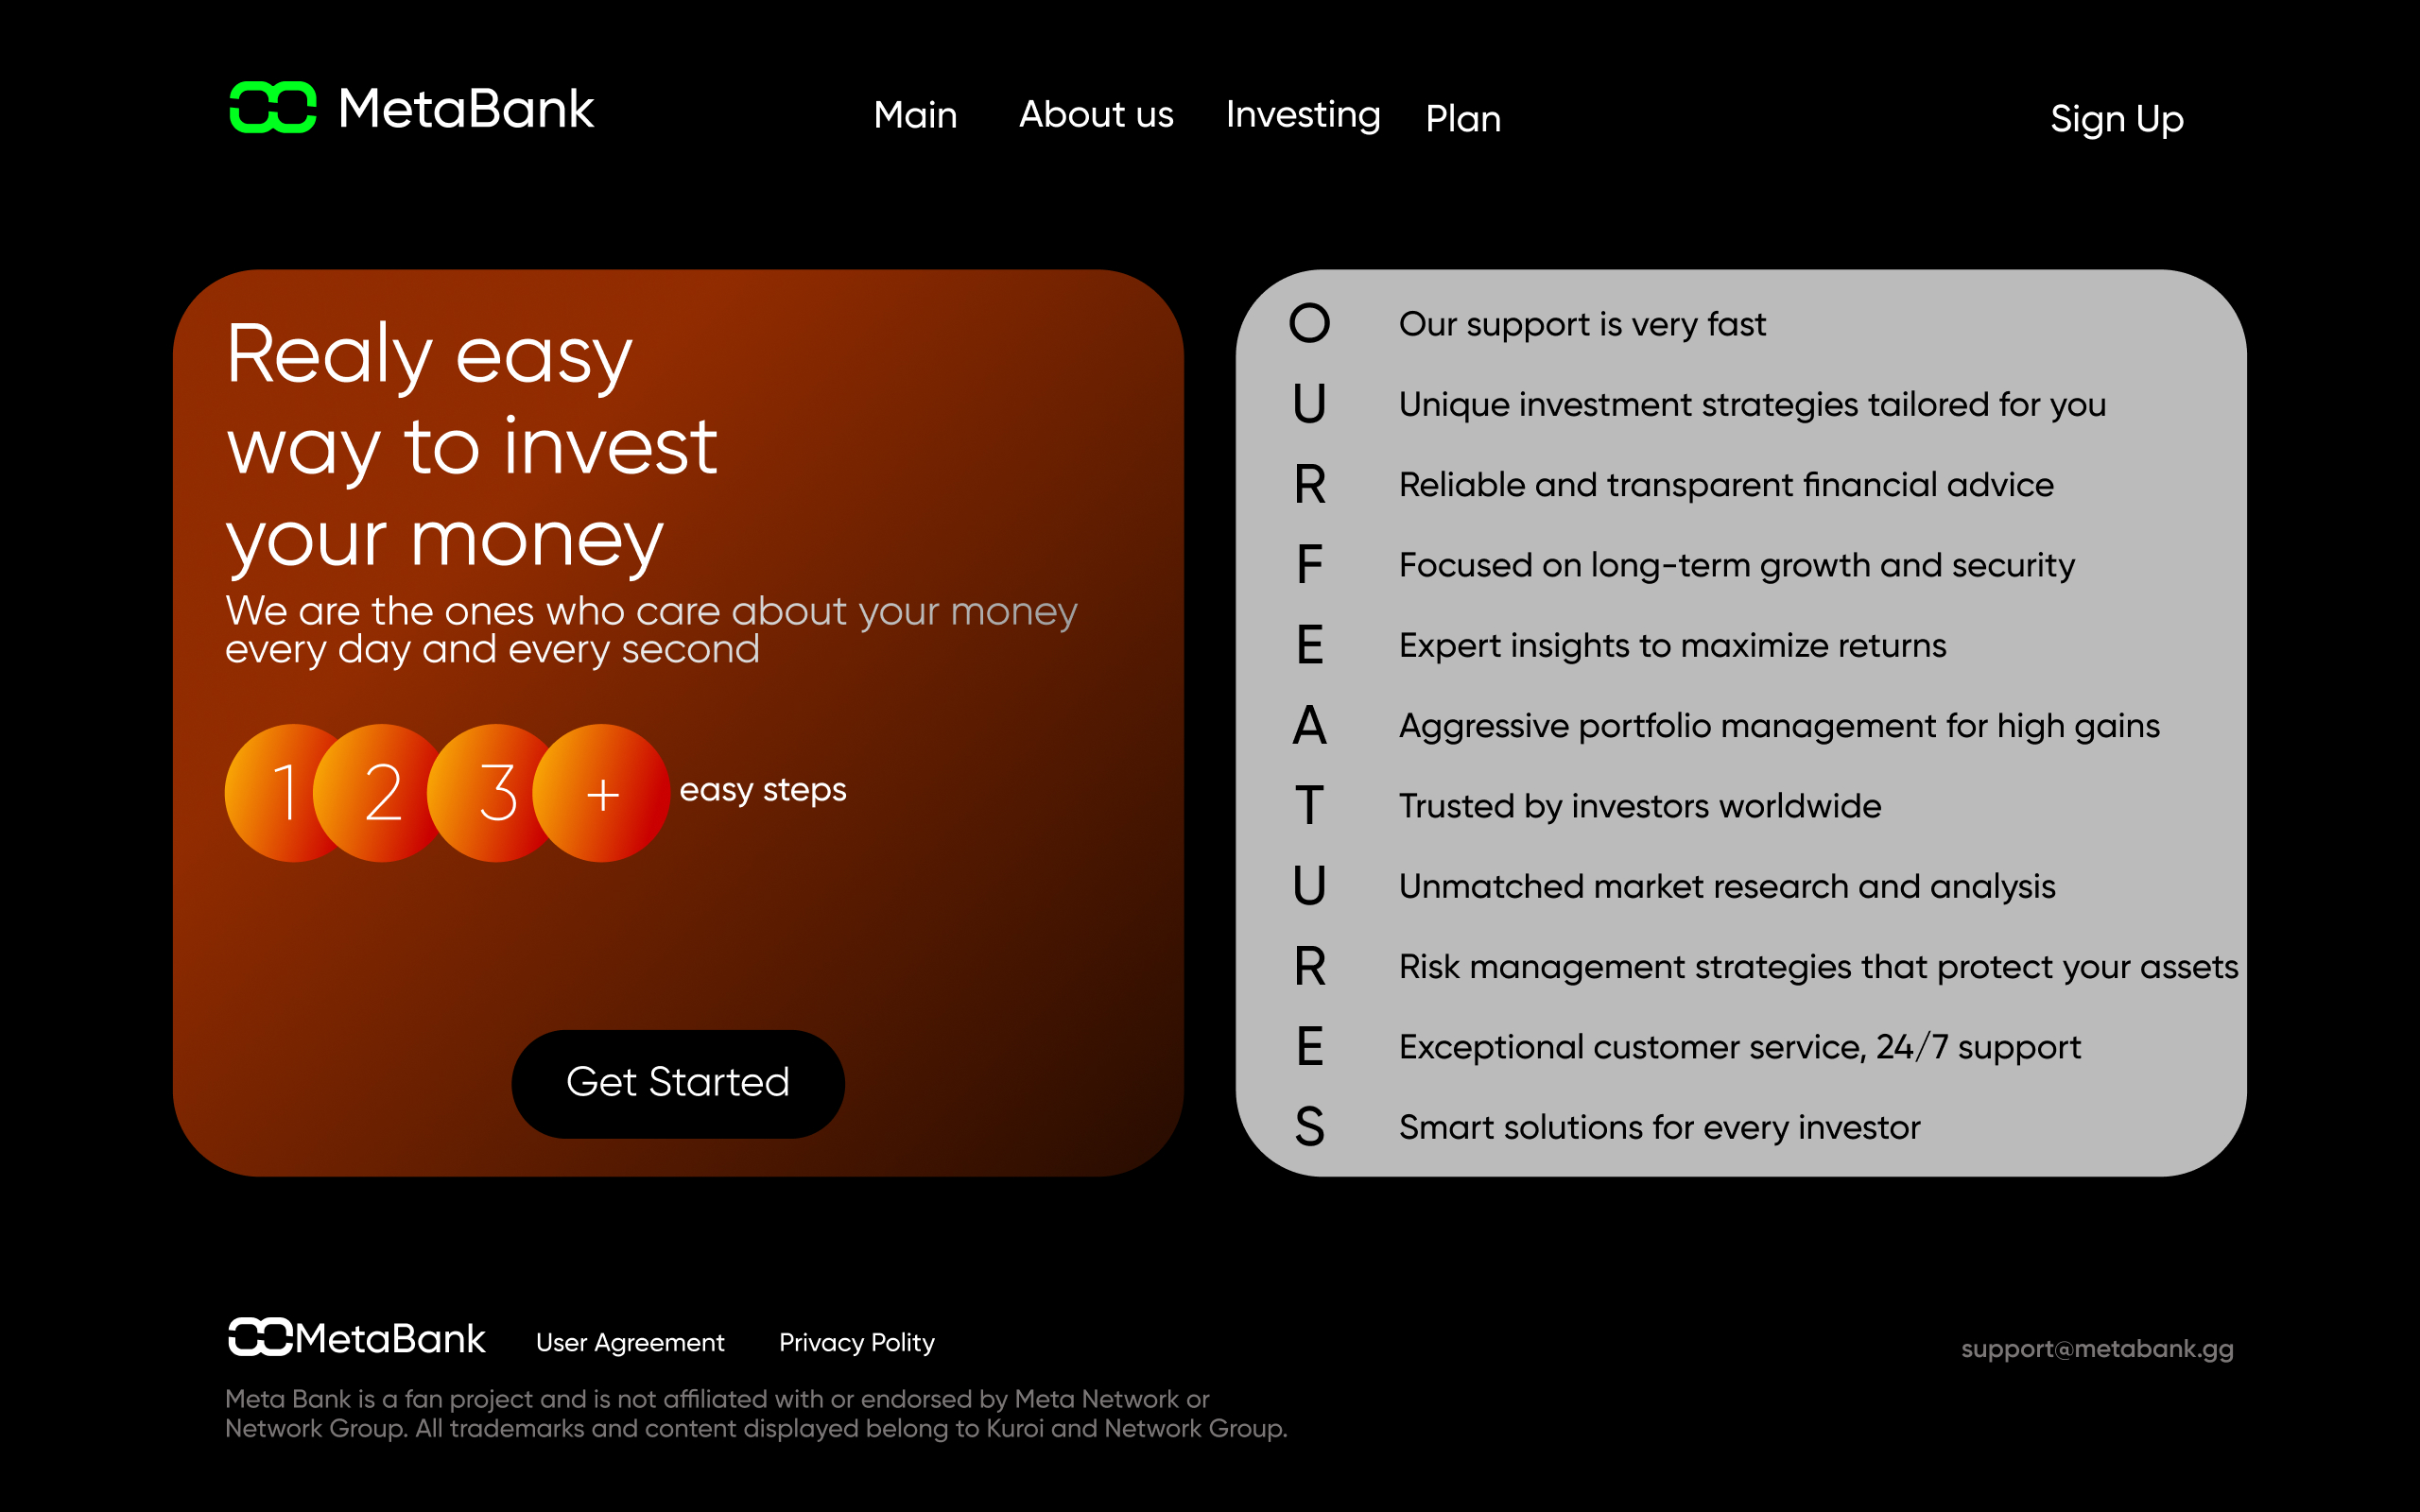 MetaBank
Main About us Investing Plan
Sign Up
Realy easy
way to invest
your money
We are the ones who care about your money
every day and every second
1 2 3 + easy steps
Get Started
O Our support is very fast
U Unique investment strategies tailored for you
R Reliable and transparent financial advice
F Focused on long-term growth and security
E Expert insights to maximize returns
A Aggressive portfolio management for high gains
T Trusted by investors worldwide
U Unmatched market research and analysis
R Risk management strategies that protect your assets
E Exceptional customer service, 24/7 support
S Smart solutions for every investor
MetaBank User Agreement Privacy Polity
support@metabank.gg
Meta Bank is a fan project and is not affiliated with or endorsed by Meta Network or
Network Group. All trademarks and content displayed belong to Kuroi and Network Group.